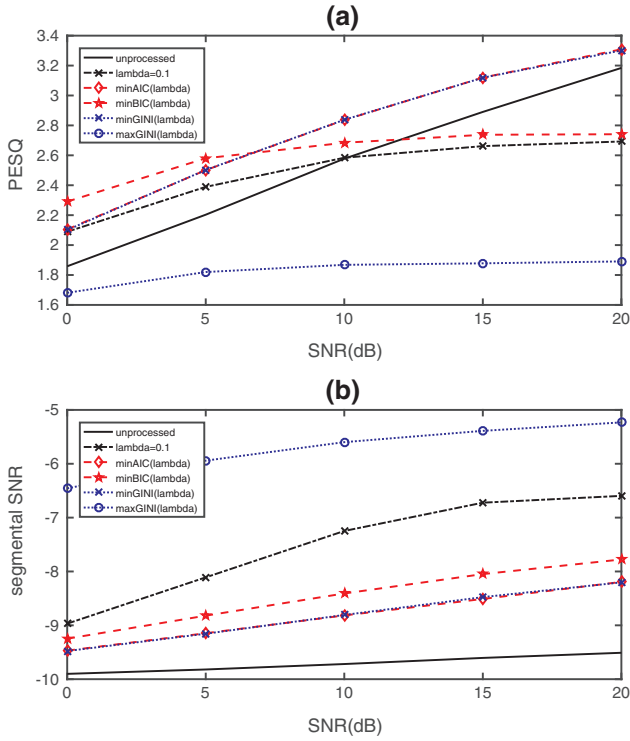 (a)
3.4
3.2
3
2.8
2.6
2.4
2.2
2
1.8
1.6
PESQ
unprocessed
lambda=0.1
minAIC(lambda)
minBIC(lambda)
minGINI(lambda)
maxGINI(lambda)
0 5 10 15 20
SNR(dB)
(b)
-5
-6
-7
-8
-9
-10
segmental SNR
unprocessed
lambda=0.1
minAIC(lambda)
minBIC(lambda)
minGINI(lambda)
maxGINI(lambda)
0 5 10 15 20
SNR(dB)